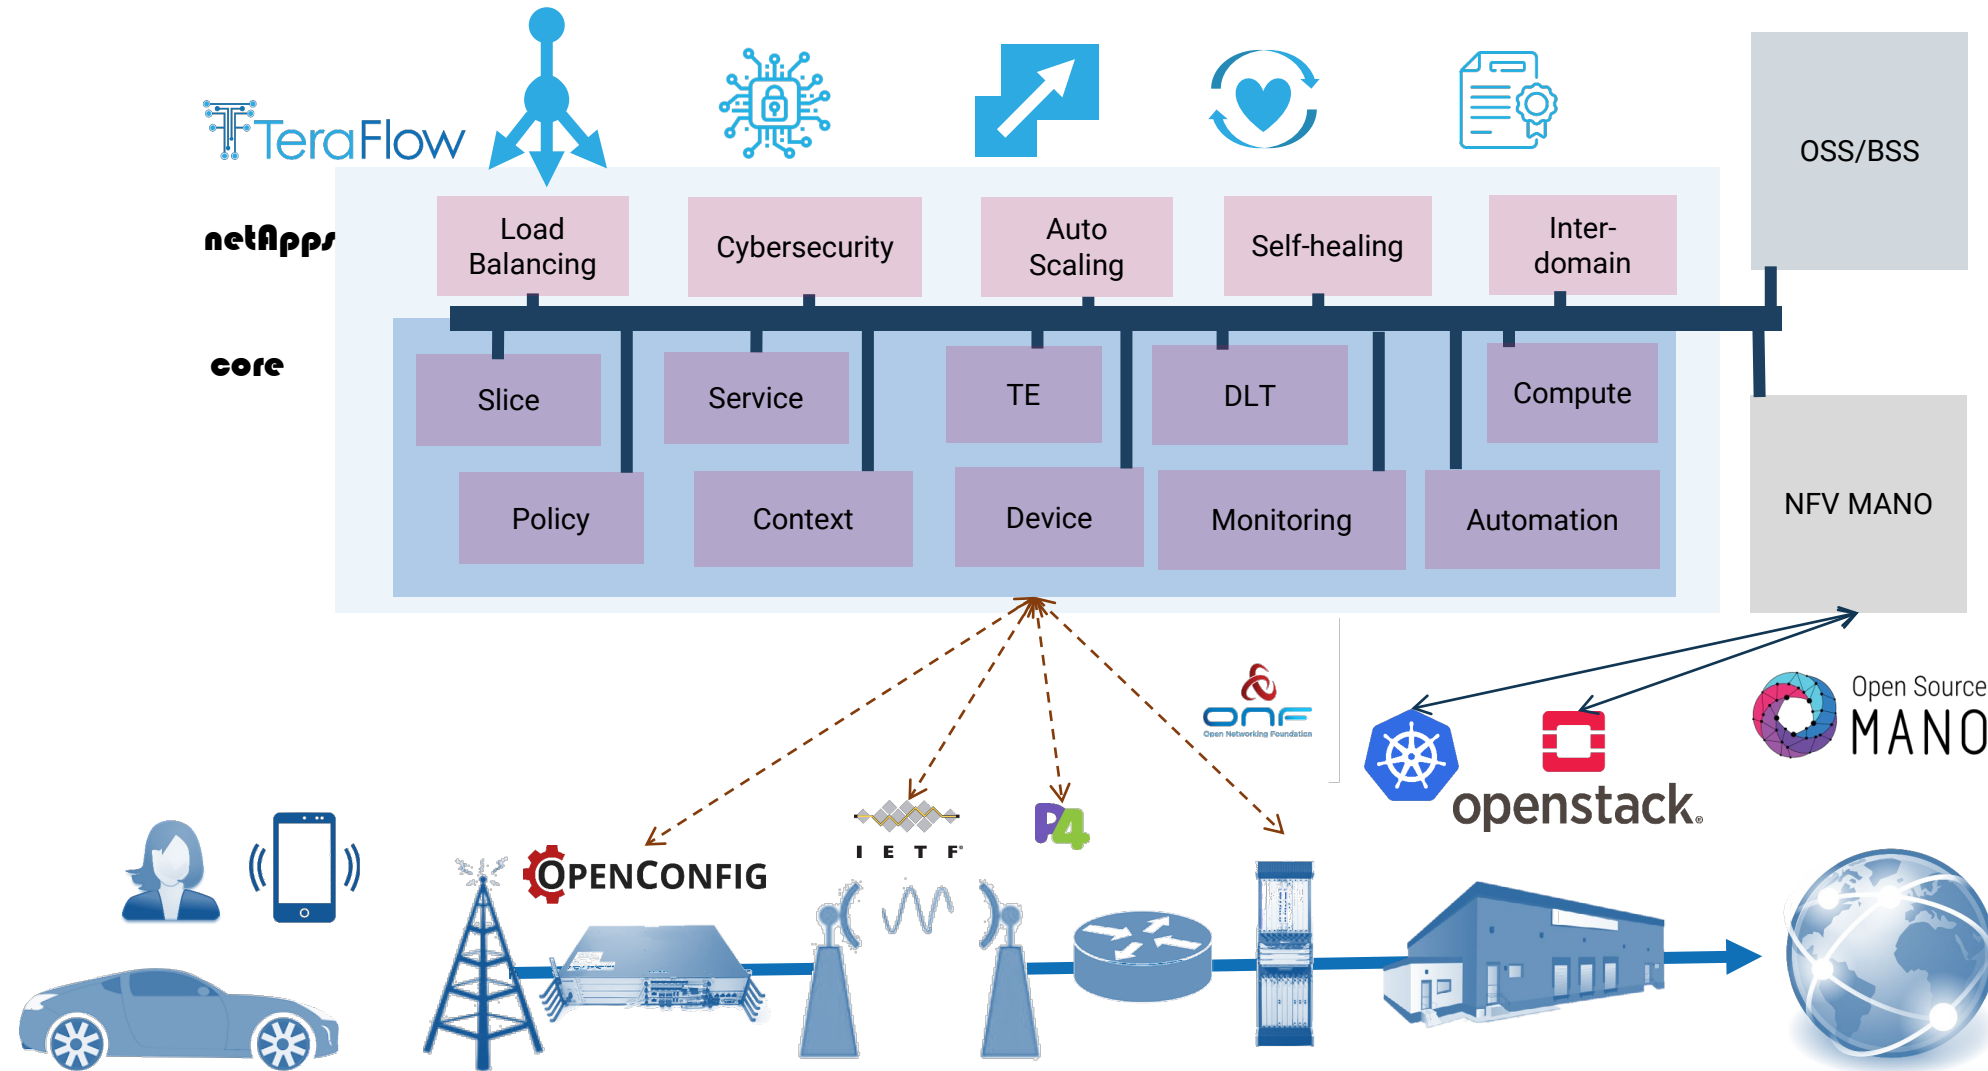 TeraFlow
OSS/BSS
netApps
Load
Balancing
Cybersecurity
Auto
Scaling
Self-healing
Inter-
domain
core
Slice
Service
TE
DLT
Compute
Policy
Context
Device
Monitoring
Automation
NFV MANO
ONF
Open Networking Foundation
Open Source
MANO
openstack®
P4
IETF®
OPENCONFIG